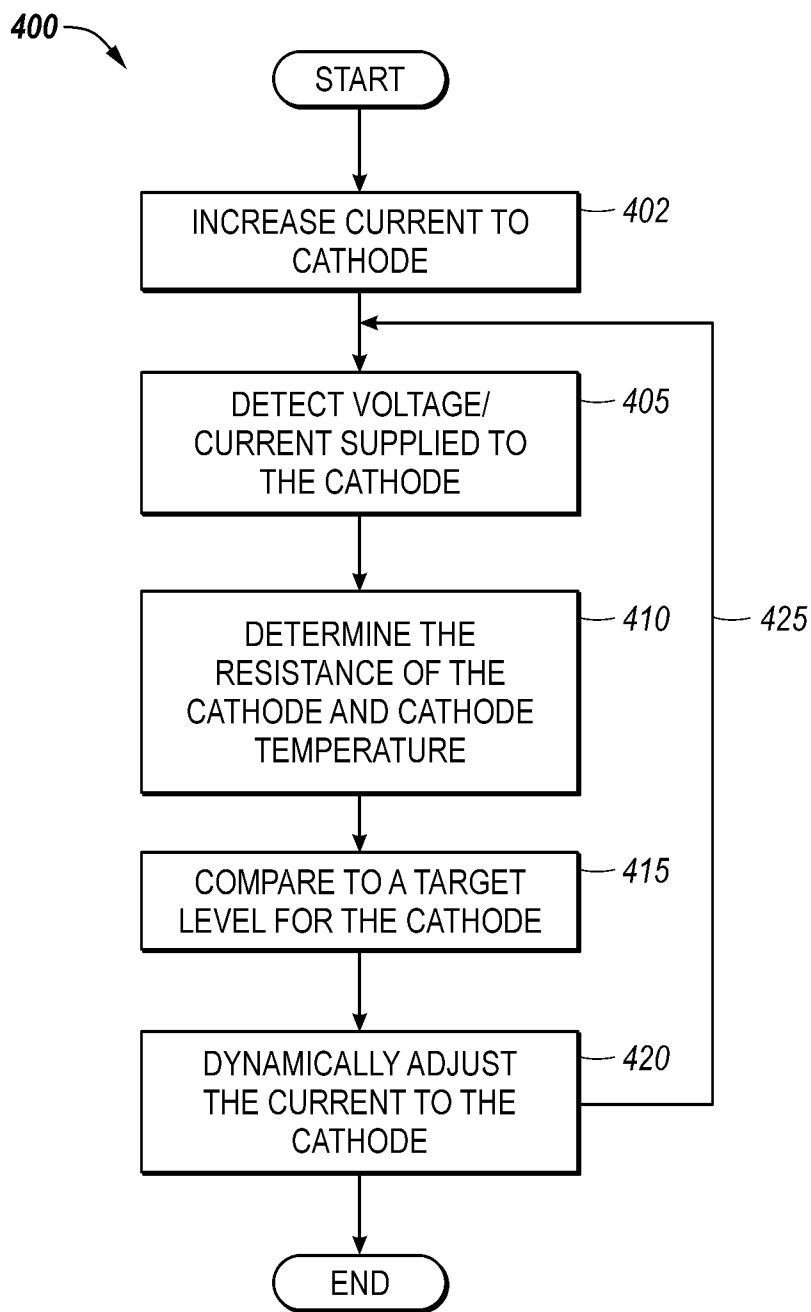 400
START
INCREASE CURRENT TO
CATHODE
402
DETECT VOLTAGE/
CURRENT SUPPLIED TO
THE CATHODE
405
DETERMINE THE
RESISTANCE OF THE
CATHODE AND CATHODE
TEMPERATURE
410
425
COMPARE TO A TARGET
LEVEL FOR THE CATHODE
415
DYNAMICALLY ADJUST
THE CURRENT TO THE
CATHODE
420
END